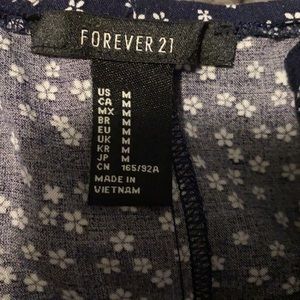 FOREVER 21
US M
CA M
MX M
BR M
EU M
UK M
KR M
JP M
CN 165/92A
MADE IN
VIETNAM